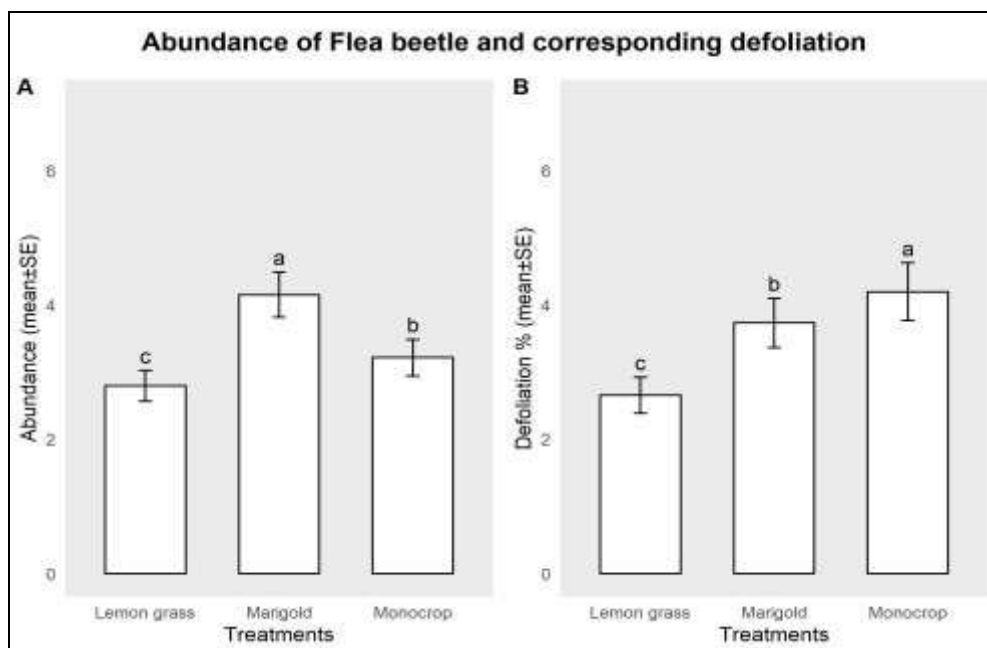 Abundance of Flea beetle and corresponding defoliation
A
Abundance (mean±SE)
6
4
2
0
c
a
b
Lemon grass Marigold Monocrop
Treatments
B
Defoliation % (mean±SE)
6
4
2
0
c
b
a
Lemon grass Marigold Monocrop
Treatments